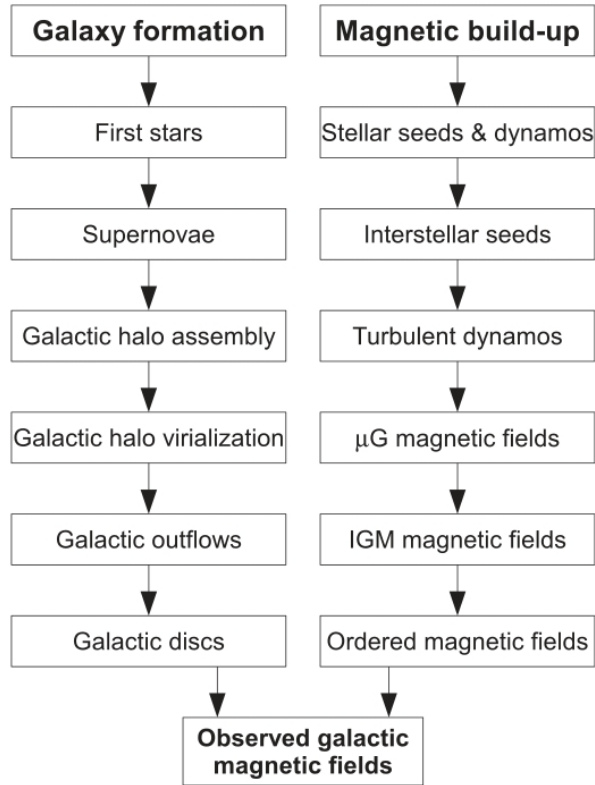 Galaxy formation
Magnetic build-up
First stars
Stellar seeds & dynamos
Supernovae
Interstellar seeds
Galactic halo assembly
Turbulent dynamos
Galactic halo virialization
μG magnetic fields
Galactic outflows
IGM magnetic fields
Galactic discs
Ordered magnetic fields
Observed galactic
magnetic fields